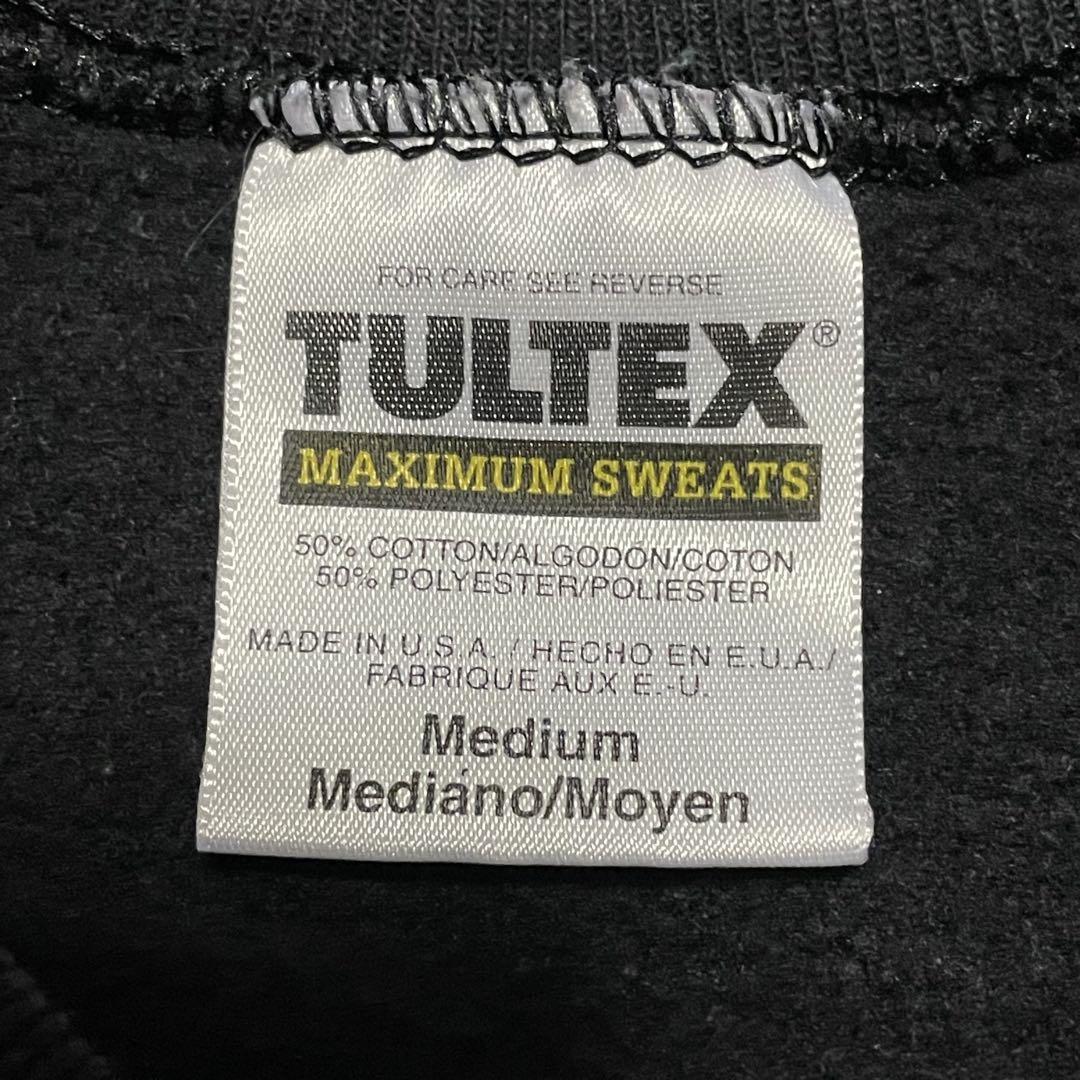 FOR CARE SEE REVERSE
TULTEX®
MAXIMUM SWEATS
50% COTTON/ALGODÓN/COTON
50% POLYESTER/POLIESTER
MADE IN U.S.A. / HECHO EN E.U.A./
FABRIQUE AUX E.-U.
Medium
Mediano/Moyen